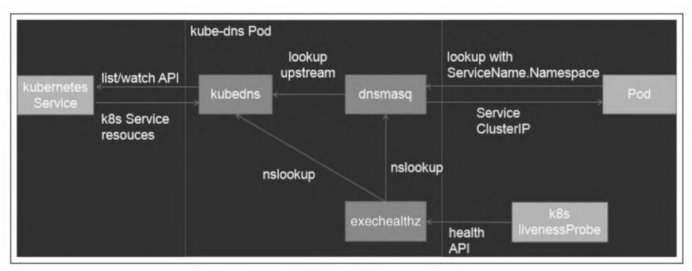 kube-dns Pod
list/watch API
lookup
upstream
lookup with
ServiceName.Namespace
kubernetes
Service
kubedns
dnsmasq
Pod
k8s Service
resouces
Service
ClusterIP
nslookup
nslookup
exechealthz
health
API
k8s
livenessProbe